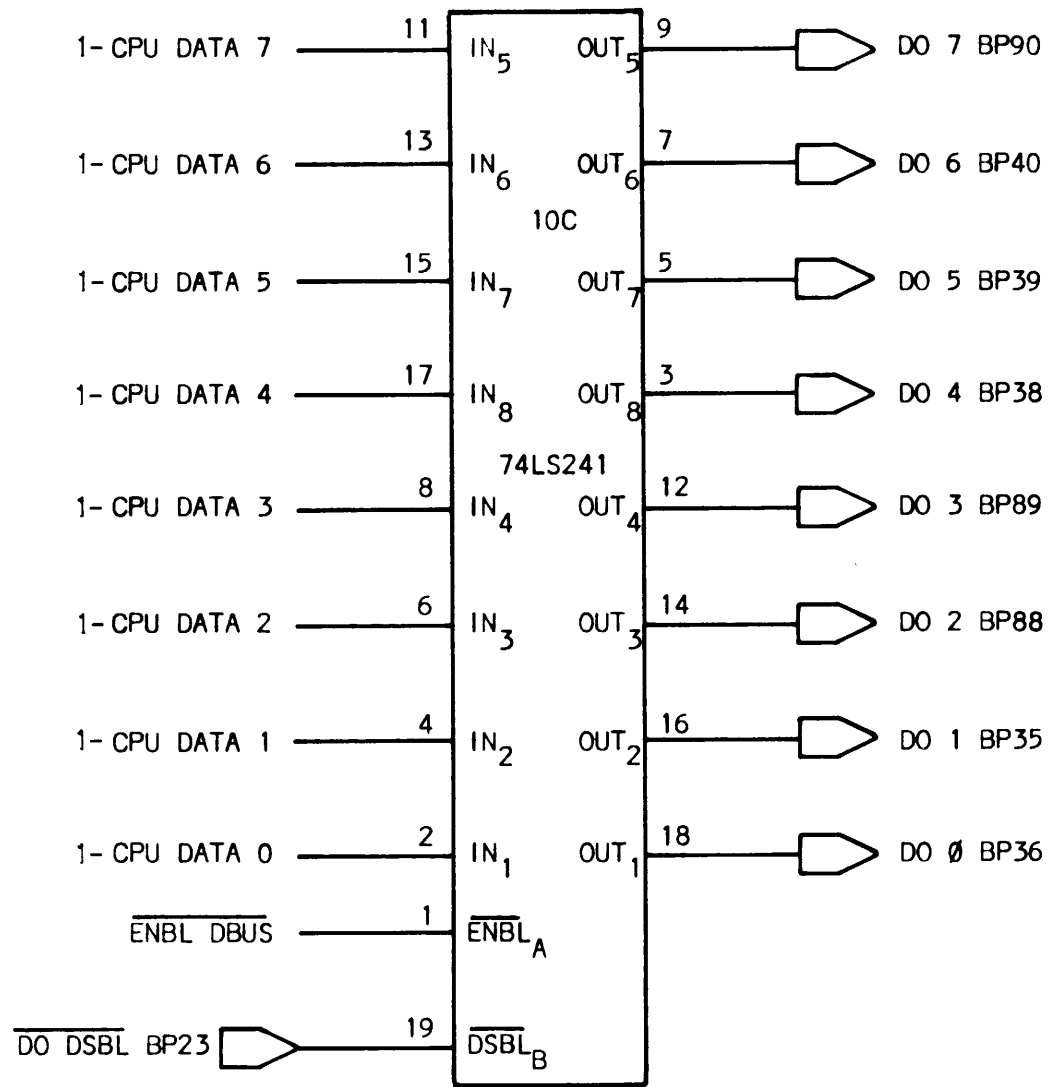 1- CPU DATA 7 11 IN5 OUT5 9 DO 7 BP90
1- CPU DATA 6 13 IN6 OUT6 7 DO 6 BP40
10C
1- CPU DATA 5 15 IN7 OUT7 5 DO 5 BP39
1- CPU DATA 4 17 IN8 OUT8 3 DO 4 BP38
74LS241
1- CPU DATA 3 8 IN4 OUT4 12 DO 3 BP89
1- CPU DATA 2 6 IN3 OUT3 14 DO 2 BP88
1- CPU DATA 1 4 IN2 OUT2 16 DO 1 BP35
1- CPU DATA 0 2 IN1 OUT1 18 DO Ø BP36
ENBL DBUS 1 ENBLA
DO DSBL BP23 19 DSBLB